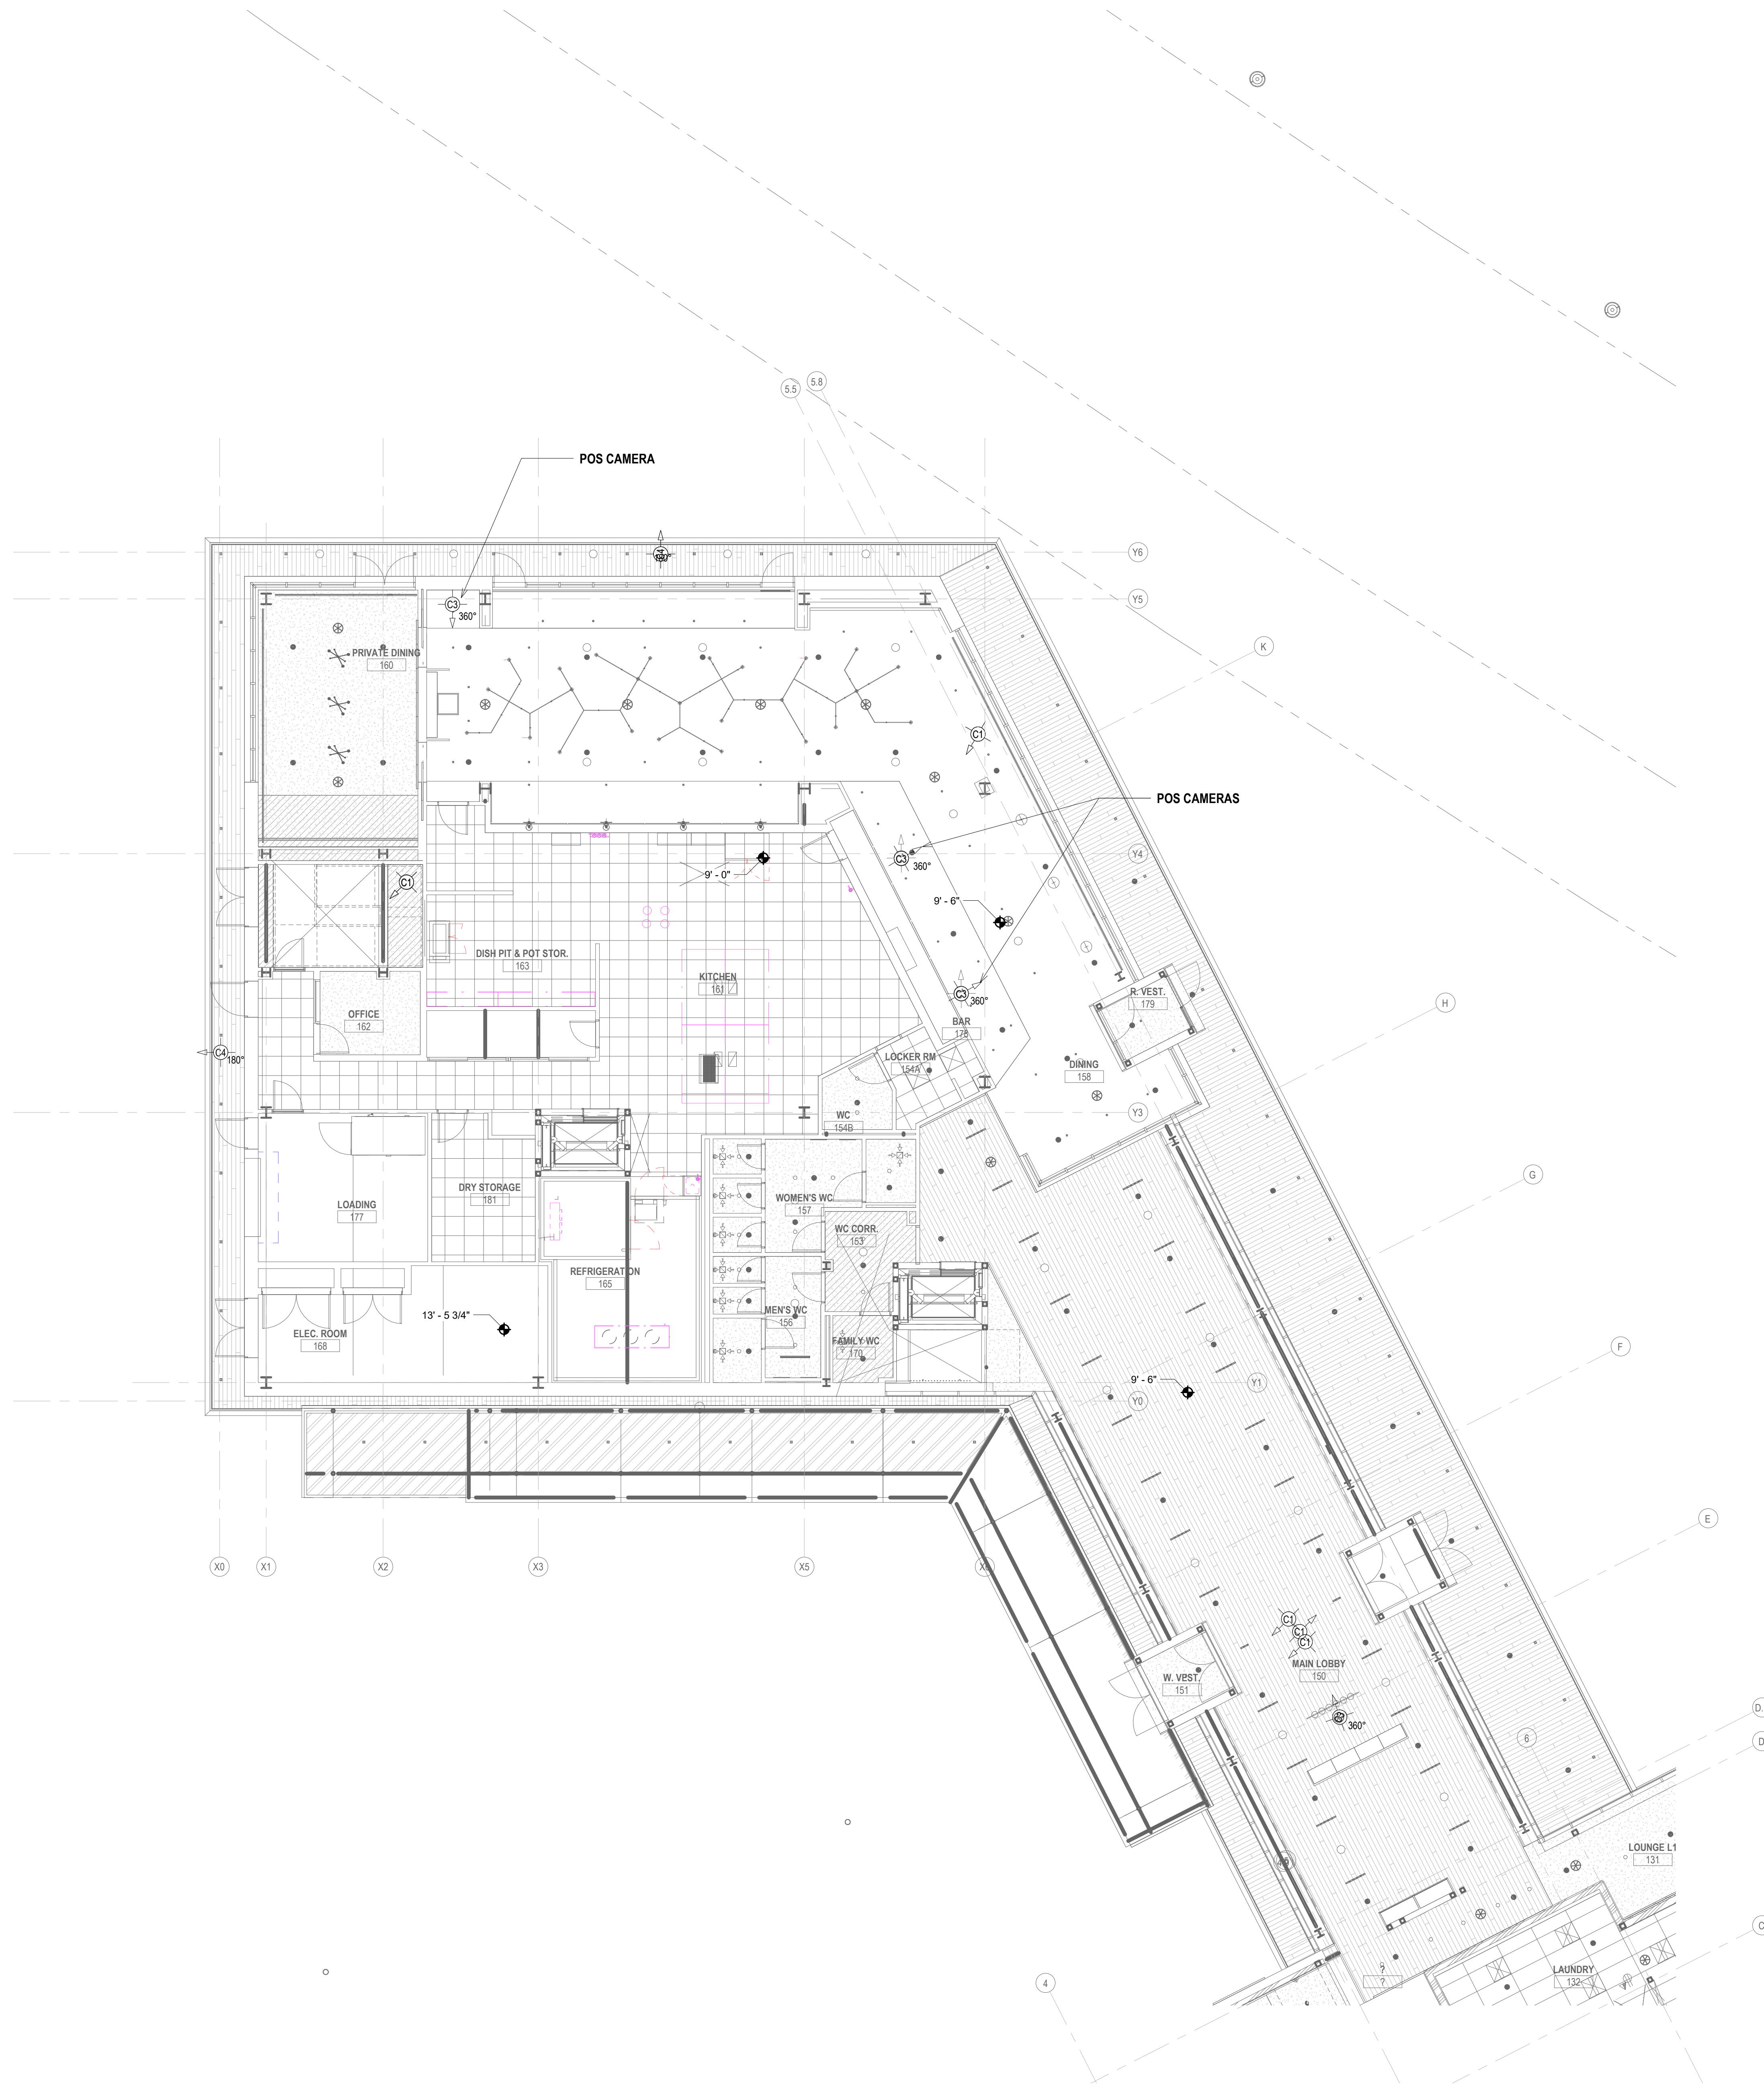 5.5
5.8
POS CAMERA
Y6
Y5
C3
360°
K
PRIVATE DINING
160
C1
POS CAMERAS
Y4
C3
360°
9' - 0"
C1
9' - 6"
DISH PIT & POT STOR.
163
KITCHEN
161
C3
360°
R. VEST.
179
H
OFFICE
162
BAR
178
C4
180°
LOCKER RM
154A
DINING
158
WC
154B
Y3
G
LOADING
177
DRY STORAGE
181
WOMEN'S WC
157
WC CORR.
153
REFRIGERATION
165
13' - 5 3/4"
MEN'S WC
156
ELEC. ROOM
168
FAMILY WC
170
F
9' - 6"
Y1
Y0
E
X0
X1
X2
X3
X5
C1
C1
C1
MAIN LOBBY
150
W. VEST.
151
360°
6
D.
D
LOUNGE L1
131
C
?
?
LAUNDRY
132
4